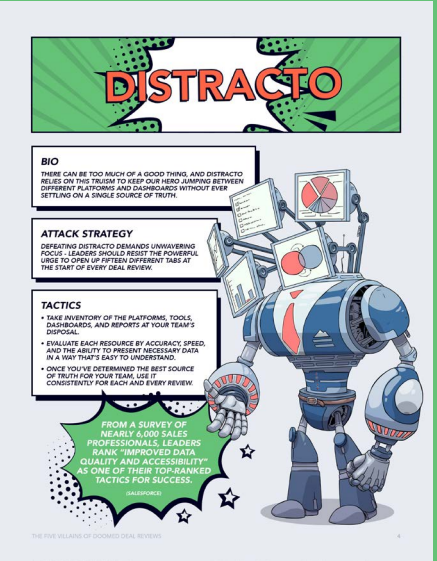 DISTRACTO
BIO
THERE CAN BE TOO MUCH OF A GOOD THING, AND DISTRACTO
RELIES ON THIS TRUISM TO KEEP OUR HERO JUMPING BETWEEN
DIFFERENT PLATFORMS AND DASHBOARDS WITHOUT EVER
SETTLING ON A SINGLE SOURCE OF TRUTH.
ATTACK STRATEGY
DEFEATING DISTRACTO DEMANDS UNWAVERING
FOCUS - LEADERS SHOULD RESIST THE POWERFUL
URGE TO OPEN UP FIFTEEN DIFFERENT TABS AT
THE START OF EVERY DEAL REVIEW.
TACTICS
• TAKE INVENTORY OF THE PLATFORMS, TOOLS,
DASHBOARDS, AND REPORTS AT YOUR TEAM'S
DISPOSAL.
• EVALUATE EACH RESOURCE BY ACCURACY, SPEED,
AND THE ABILITY TO PRESENT NECESSARY DATA
IN A WAY THAT'S EASY TO UNDERSTAND.
• ONCE YOU'VE DETERMINED THE BEST SOURCE
OF TRUTH FOR YOUR TEAM, USE IT
CONSISTENTLY FOR EACH AND EVERY REVIEW.
FROM A SURVEY OF
NEARLY 6,000 SALES
PROFESSIONALS, LEADERS
RANK "IMPROVED DATA
QUALITY AND ACCESSIBILITY"
AS ONE OF THEIR TOP-RANKED
TACTICS FOR SUCCESS.
(SALESFORCE)
THE FIVE VILLAINS OF DOOMED DEAL REVIEWS
4